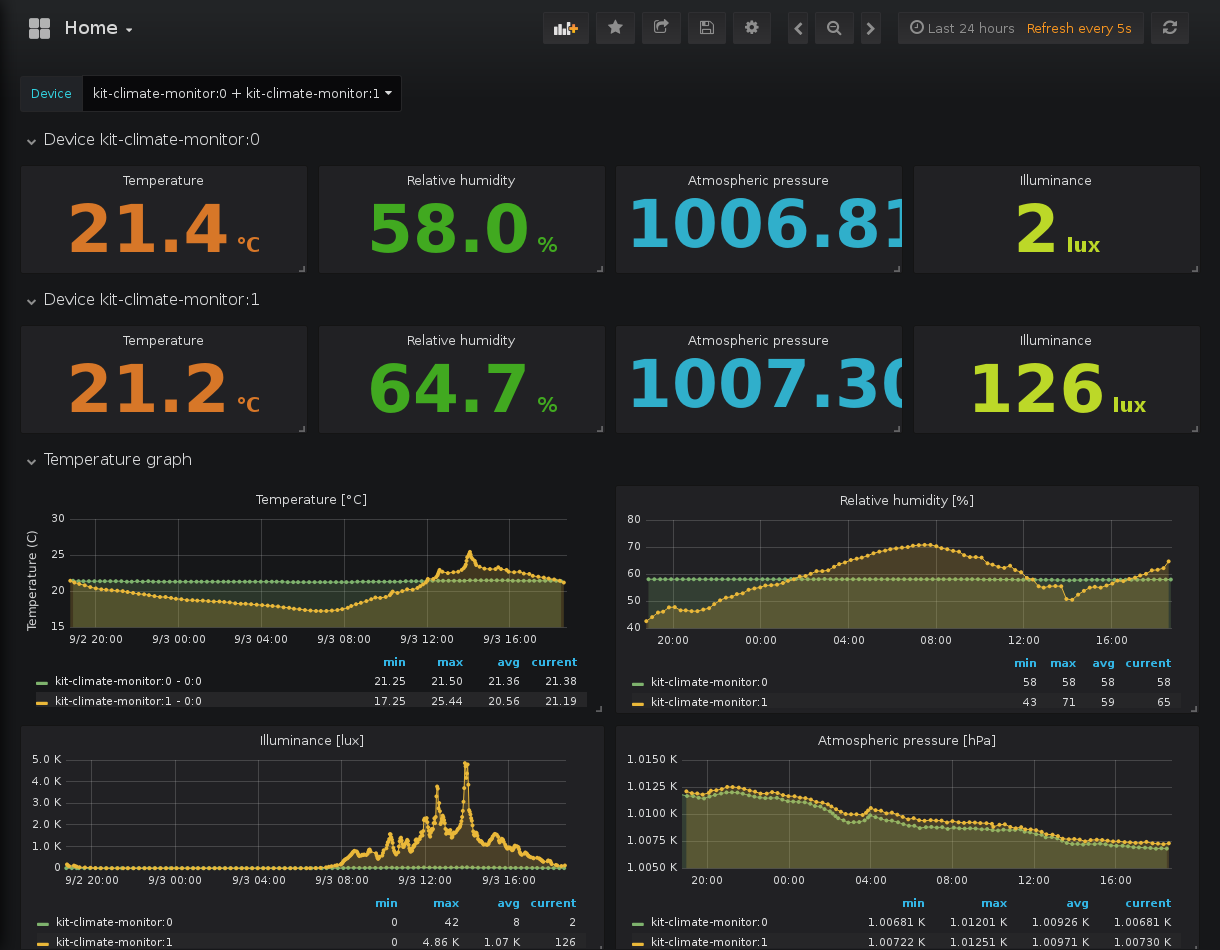 Home
Last 24 hours Refresh every 5s
Device kit-climate-monitor:0 + kit-climate-monitor:1
Device kit-climate-monitor:0
Temperature Relative humidity Atmospheric pressure Illuminance
21.4 °C 58.0 % 1006.81 2 lux
Device kit-climate-monitor:1
Temperature Relative humidity Atmospheric pressure Illuminance
21.2 °C 64.7 % 1007.30 126 lux
Temperature graph
Temperature [°C]
Temperature (C)
30
25
20
15
9/2 20:00 9/3 00:00 9/3 04:00 9/3 08:00 9/3 12:00 9/3 16:00
min max avg current
kit-climate-monitor:0 - 0:0 21.25 21.50 21.36 21.38
kit-climate-monitor:1 - 0:0 17.25 25.44 20.56 21.19
Relative humidity [%]
80
70
60
50
40
20:00 00:00 04:00 08:00 12:00 16:00
min max avg current
kit-climate-monitor:0 58 58 58 58
kit-climate-monitor:1 43 71 59 65
Illuminance [lux]
5.0 K
4.0 K
3.0 K
2.0 K
1.0 K
0
9/2 20:00 9/3 00:00 9/3 04:00 9/3 08:00 9/3 12:00 9/3 16:00
min max avg current
kit-climate-monitor:0 0 42 8 2
kit-climate-monitor:1 0 4.86 K 1.07 K 126
Atmospheric pressure [hPa]
1.0150 K
1.0125 K
1.0100 K
1.0075 K
1.0050 K
20:00 00:00 04:00 08:00 12:00 16:00
min max avg current
kit-climate-monitor:0 1.00681 K 1.01201 K 1.00926 K 1.00681 K
kit-climate-monitor:1 1.00722 K 1.01251 K 1.00971 K 1.00730 K